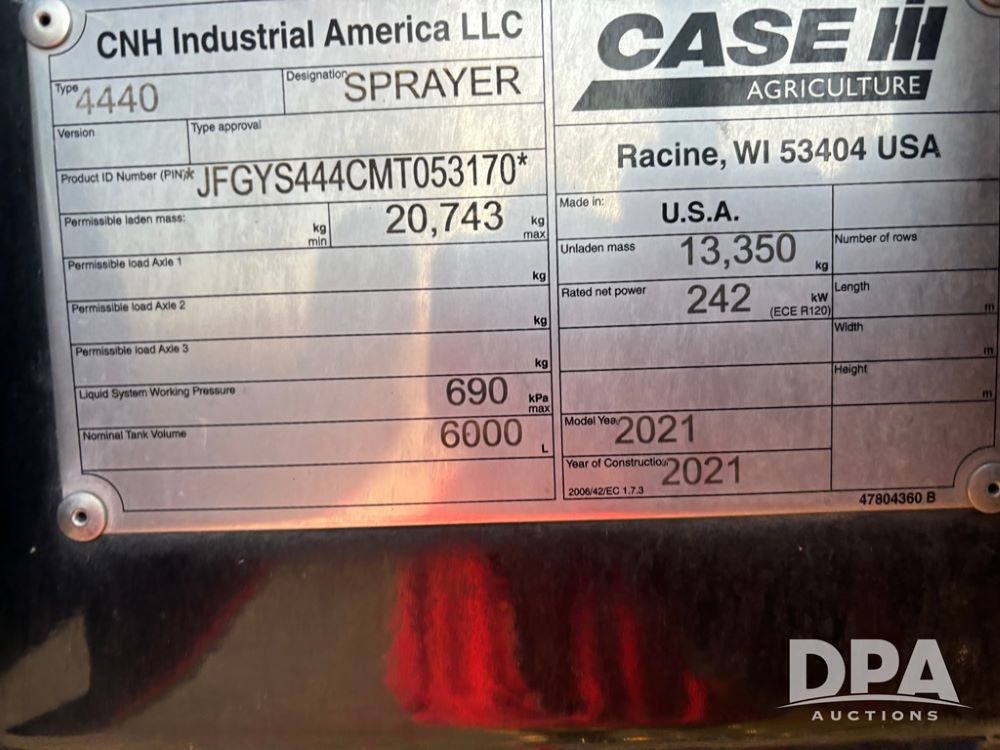 CNH Industrial America LLC
Type 4440
Designation SPRAYER
Version
Type approval
Product ID Number (PIN) * JFGYS444CMT053170*
Permissible laden mass: kg min 20,743 kg max
Permissible load Axle 1 kg
Permissible load Axle 2 kg
Permissible load Axle 3 kg
Liquid System Working Pressure 690 kPa max
Nominal Tank Volume 6000 L
CASE IH
AGRICULTURE
Racine, WI 53404 USA
Made in: U.S.A.
Unladen mass 13,350 kg
Number of rows
Rated net power 242 kW (ECE R120)
Length m
Width m
Height m
Model Year 2021
Year of Construction 2021
2006/42/EC 1.7.3
47804360 B
DPA
AUCTIONS